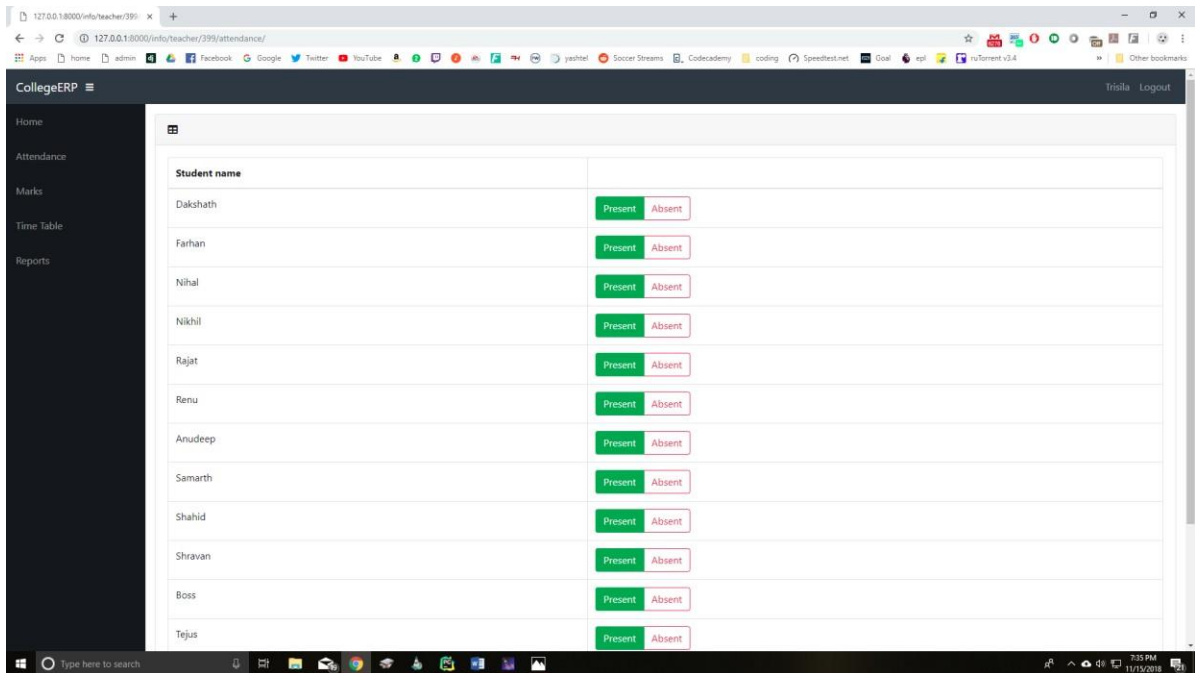 127.0.0.1:8000/info/teacher/399
127.0.0.1:8000/info/teacher/399/attendance/
Apps home admin Facebook Google Twitter YouTube yashtel Soccer Streams Codecademy coding Speedtest.net Goal epl ruTorrent v3.4 Other bookmarks
CollegeERP Trisila Logout
Home
Attendance
Marks
Time Table
Reports
Student name
Dakshath Present Absent
Farhan Present Absent
Nihal Present Absent
Nikhil Present Absent
Rajat Present Absent
Renu Present Absent
Anudeep Present Absent
Samarth Present Absent
Shahid Present Absent
Shravan Present Absent
Boss Present Absent
Tejus Present Absent
Type here to search
7:35 PM
11/15/2018